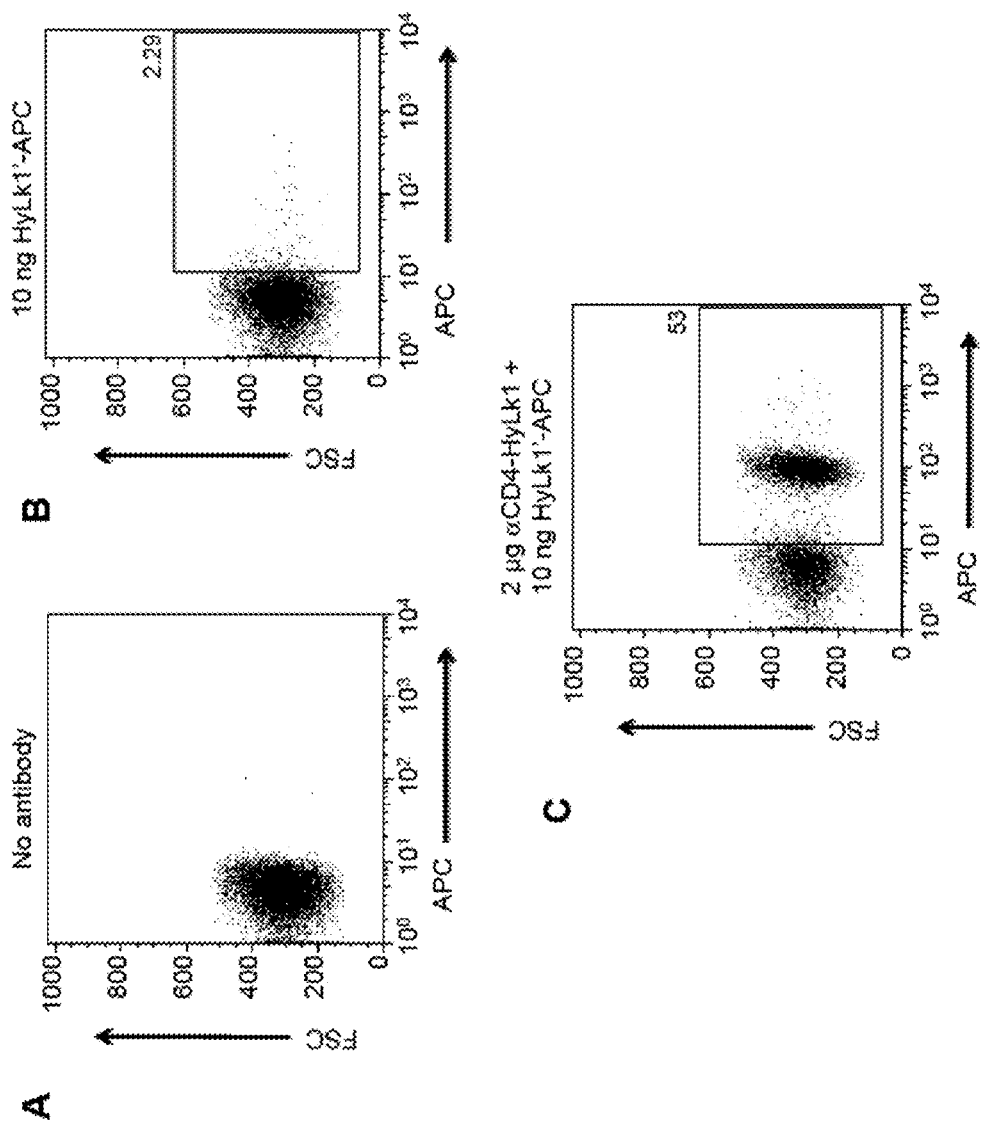 A
No antibody
1000
800
600
400
200
0
FSC
10⁰
10¹
10²
10³
10⁴
APC
B
10 ng HyLk1'-APC
2.29
1000
800
600
400
200
0
FSC
10⁰
10¹
10²
10³
10⁴
APC
C
2 µg αCD4-HyLk1 +
10 ng HyLk1'-APC
53
1000
800
600
400
200
0
FSC
10⁰
10¹
10²
10³
10⁴
APC